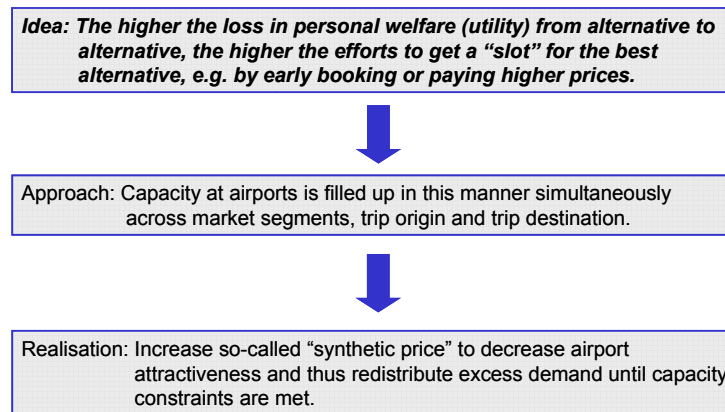 Idea: The higher the loss in personal welfare (utility) from alternative to
alternative, the higher the efforts to get a “slot” for the best
alternative, e.g. by early booking or paying higher prices.
Approach: Capacity at airports is filled up in this manner simultaneously
across market segments, trip origin and trip destination.
Realisation: Increase so-called “synthetic price” to decrease airport
attractiveness and thus redistribute excess demand until capacity
constraints are met.